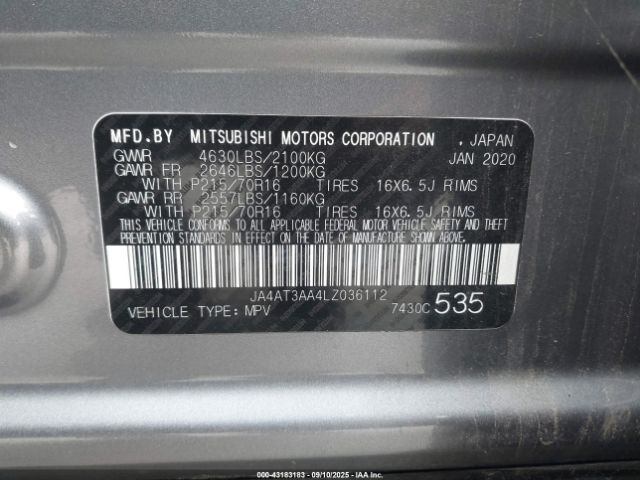 MFD.BY MITSUBISHI MOTORS CORPORATION . JAPAN
GVWR 4630LBS/2100KG JAN 2020
GAWR FR 2646LBS/1200KG
WITH P215/70R16 TIRES 16X6.5J RIMS
GAWR RR 2557LBS/1160KG
WITH P215/70R16 TIRES 16X6.5J RIMS
THIS VEHICLE CONFORMS TO ALL APPLICABLE FEDERAL MOTOR VEHICLE SAFETY, BUMPER, AND THEFT
PREVENTION STANDARDS IN EFFECT ON THE DATE OF MANUFACTURE SHOWN ABOVE.
JA4AT3AA4LZ036112
VEHICLE TYPE: MPV 7430C 535
000-43183183 - 09/10/2025 - IAA Inc.